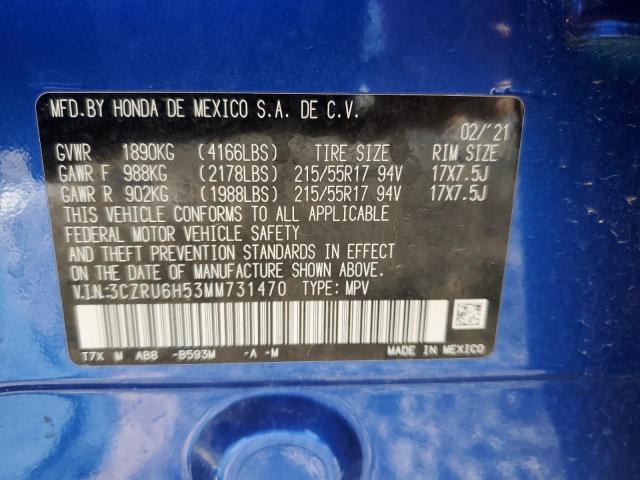 MFD.BY HONDA DE MEXICO S.A. DE C.V.
02/'21
GVWR 1890KG (4166LBS) TIRE SIZE RIM SIZE
GAWR F 988KG (2178LBS) 215/55R17 94V 17X7.5J
GAWR R 902KG (1988LBS) 215/55R17 94V 17X7.5J
THIS VEHICLE CONFORMS TO ALL APPLICABLE
FEDERAL MOTOR VEHICLE SAFETY
AND THEFT PREVENTION STANDARDS IN EFFECT
ON THE DATE OF MANUFACTURE SHOWN ABOVE.
V.I.N.:3CZRU6H53MM731470 TYPE: MPV
T7X M AB8 -B593M -A -M MADE IN MEXICO